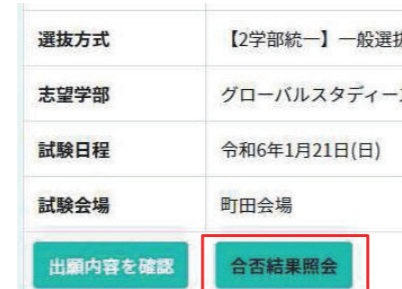 選抜方式 【2学部統一】一般選抜
志望学部 グローバルスタディーズ
試験日程 令和6年1月21日(日)
試験会場 町田会場
出願内容を確認 合否結果照会